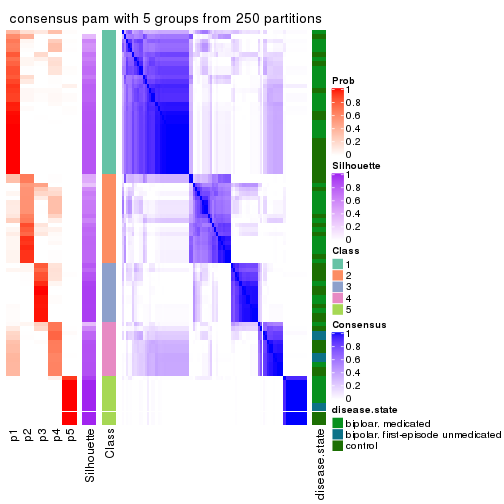 consensus pam with 5 groups from 250 partitions
Prob
1
0.8
0.6
0.4
0.2
0
Silhouette
1
0.8
0.6
0.4
0.2
0
Class
1
2
3
4
5
Consensus
1
0.8
0.6
0.4
0.2
0
disease.state
biploar. medicated
bipolar. first-episode unmedicated
control
p1
p2
p3
p4
p5
Silhouette
Class
disease.state